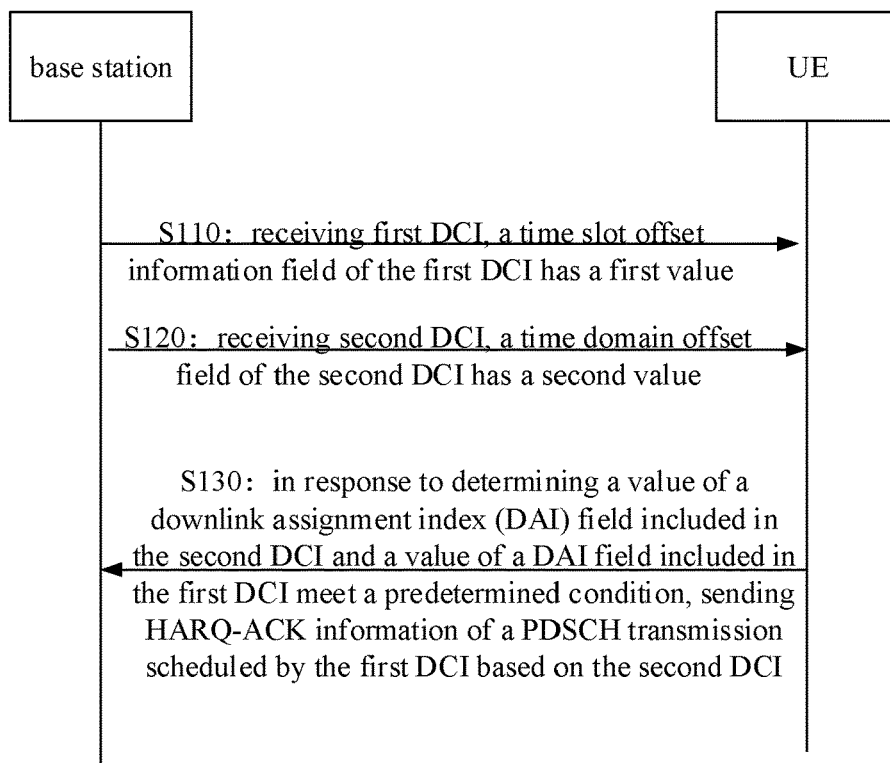 base station
UE
S110: receiving first DCI, a time slot offset
information field of the first DCI has a first value
S120: receiving second DCI, a time domain offset
field of the second DCI has a second value
S130: in response to determining a value of a
downlink assignment index (DAI) field included in
the second DCI and a value of a DAI field included in
the first DCI meet a predetermined condition, sending
HARQ-ACK information of a PDSCH transmission
scheduled by the first DCI based on the second DCI